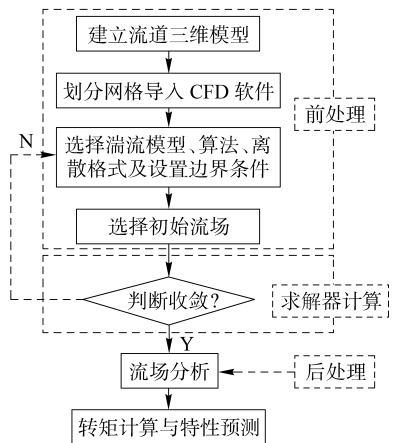 建立流道三维模型
划分网格导入 CFD 软件
前处理
N
选择湍流模型、算法、离
散格式及设置边界条件
选择初始流场
判断收敛?
求解器计算
Y
流场分析
后处理
转矩计算与特性预测